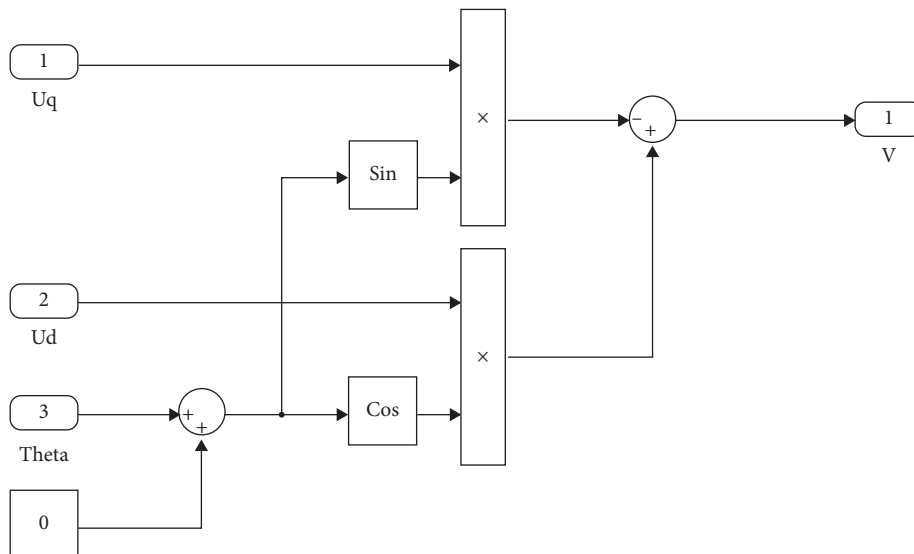 1
Uq
Sin
×
−
+
1
V
2
Ud
×
3
Theta
+
+
Cos
0